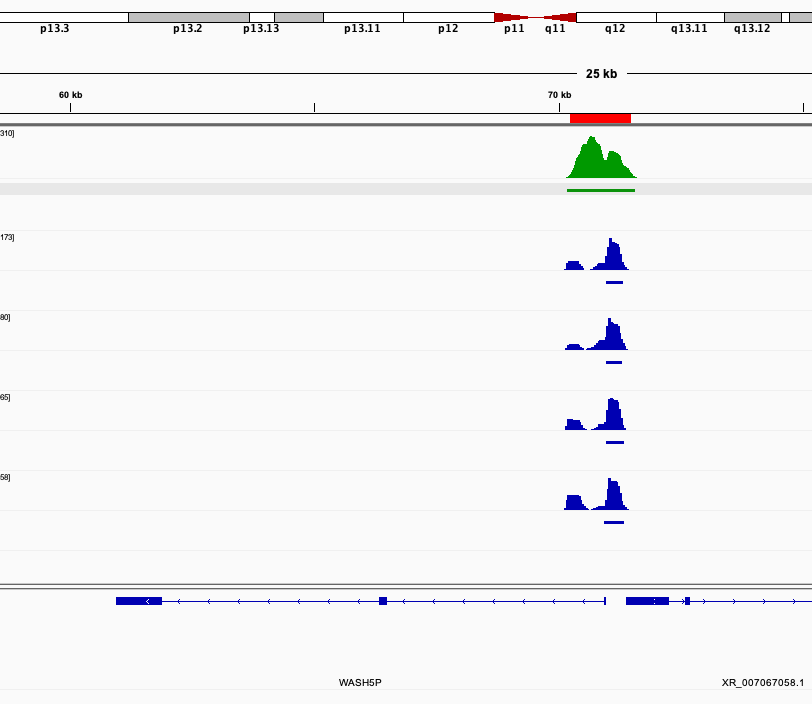 p13.3 p13.2 p13.13 p13.11 p12 p11 q11 q12 q13.11 q13.12
25 kb
60 kb 70 kb
310]
173]
80]
65]
58]
WASH5P XR_007067058.1